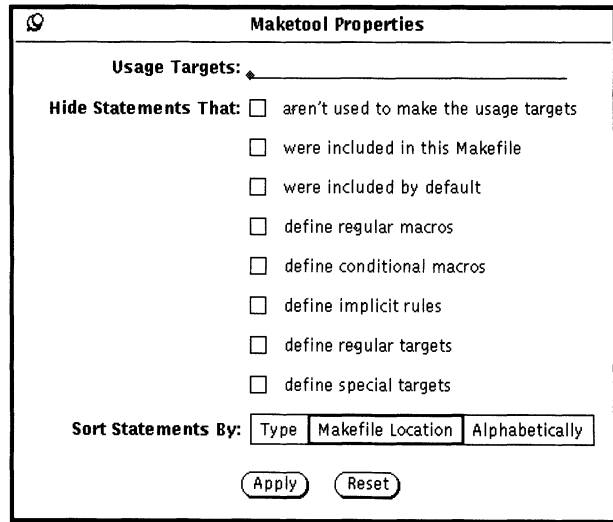 Maketool Properties
Usage Targets:
Hide Statements That: aren't used to make the usage targets
were included in this Makefile
were included by default
define regular macros
define conditional macros
define implicit rules
define regular targets
define special targets
Sort Statements By: Type Makefile Location Alphabetically
Apply Reset